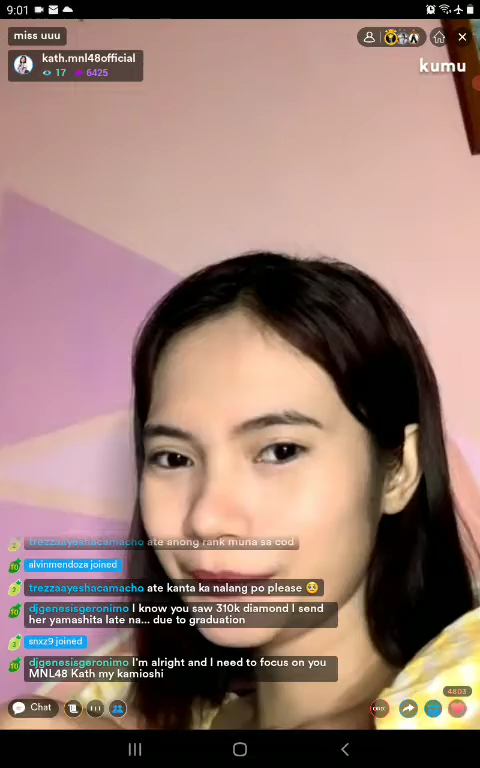 9:01
miss uuu
kath.mnl48official
17 6425
kumu
trezzaayeshacamacho ate anong rank muna sa cod
alvinmendoza joined
trezzaayeshacamacho ate kanta ka nalang po please 🥺
djgenesisgeronimo I know you saw 310k diamond I send
her yamashita late na... due to graduation
snxz9 joined
djgenesisgeronimo I'm alright and I need to focus on you
MNL48 Kath my kamioshi
4803
Chat